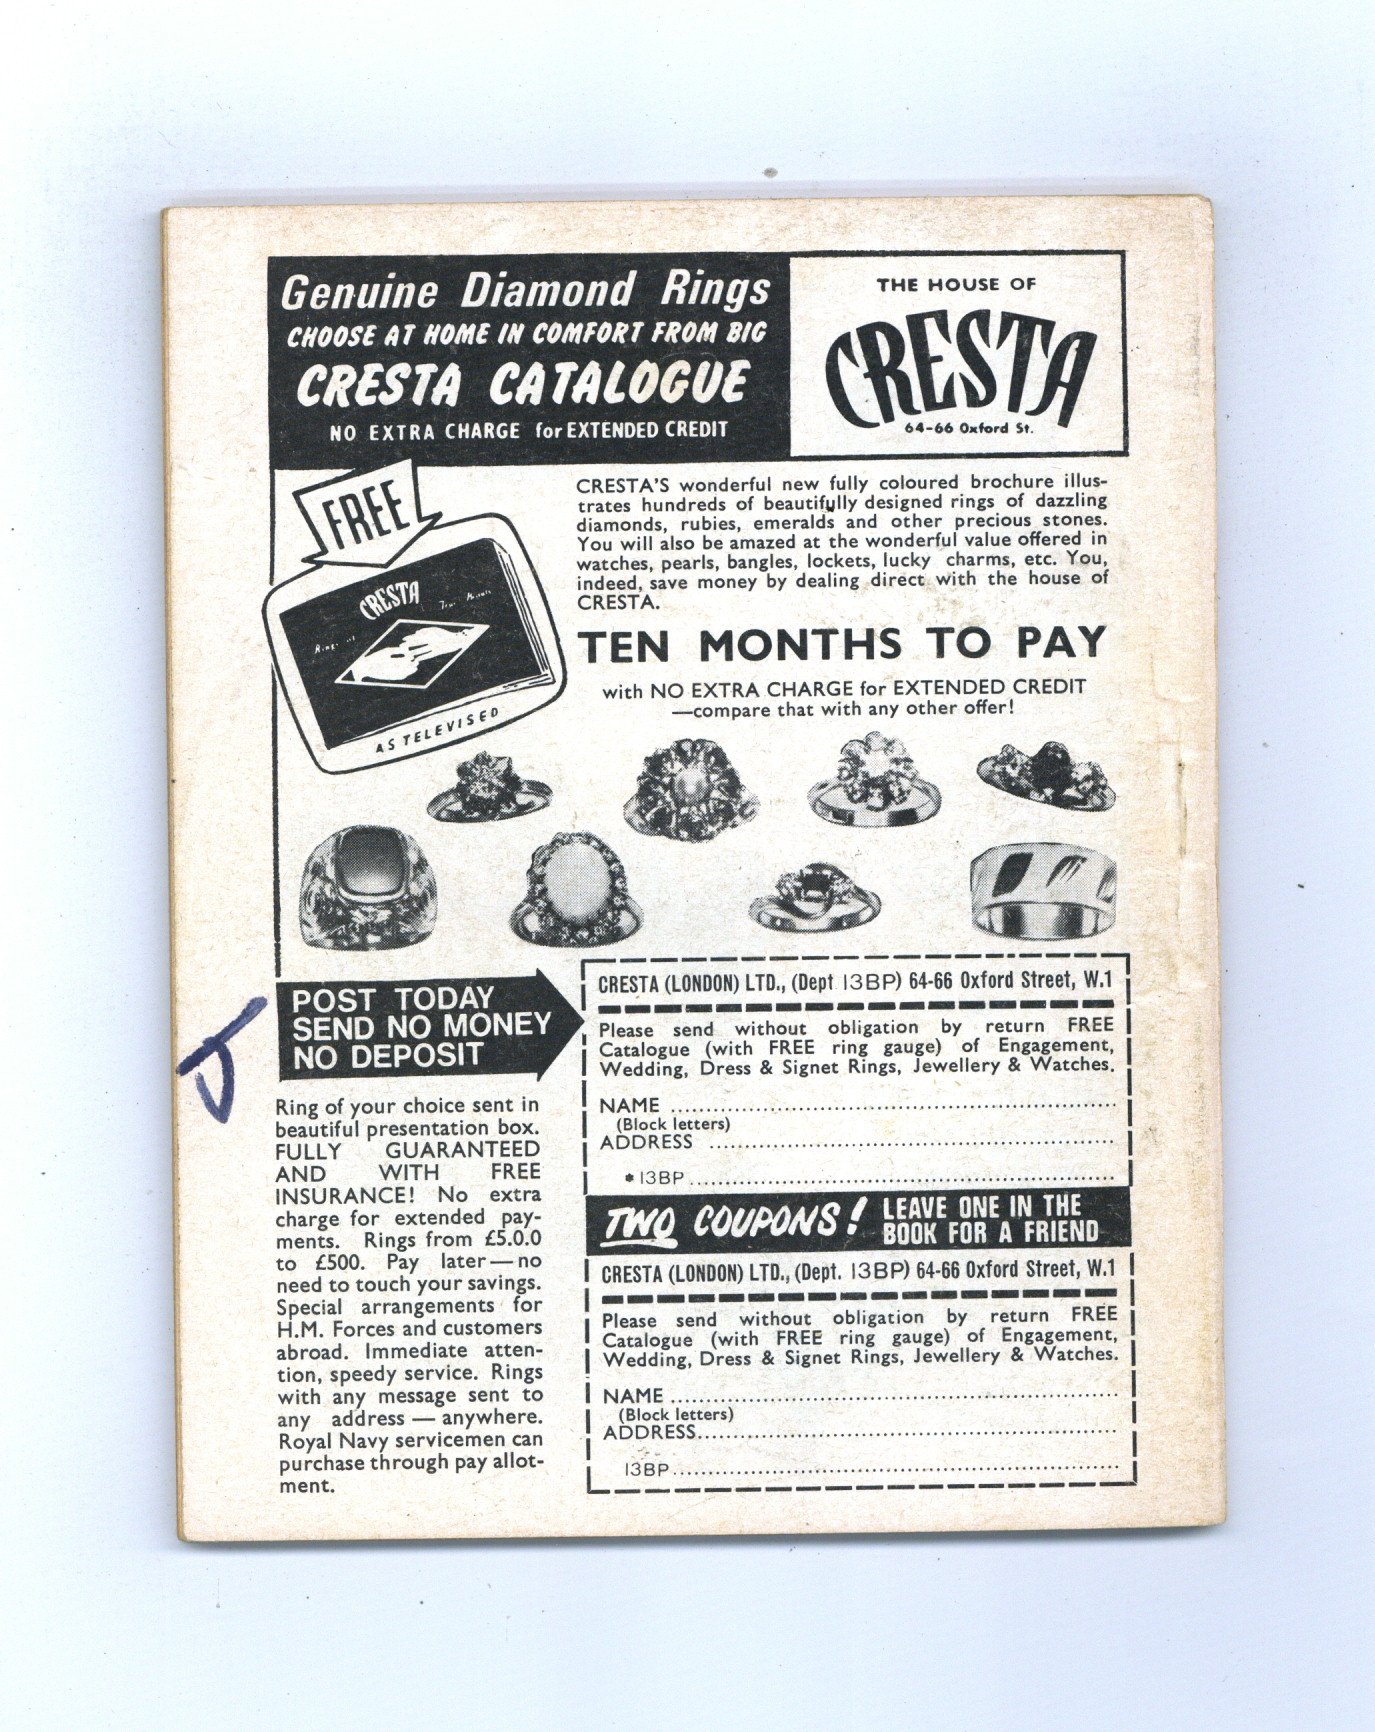 Genuine Diamond Rings
CHOOSE AT HOME IN COMFORT FROM BIG
CRESTA CATALOGUE
NO EXTRA CHARGE for EXTENDED CREDIT
THE HOUSE OF
CRESTA
64-66 Oxford St.
FREE
CRESTA
AS TELEVISED
CRESTA'S wonderful new fully coloured brochure illus-
trates hundreds of beautifully designed rings of dazzling
diamonds, rubies, emeralds and other precious stones.
You will also be amazed at the wonderful value offered in
watches, pearls, bangles, lockets, lucky charms, etc. You,
indeed, save money by dealing direct with the house of
CRESTA.
TEN MONTHS TO PAY
with NO EXTRA CHARGE for EXTENDED CREDIT
—compare that with any other offer!
POST TODAY
SEND NO MONEY
NO DEPOSIT
Ring of your choice sent in
beautiful presentation box.
FULLY GUARANTEED
AND WITH FREE
INSURANCE! No extra
charge for extended pay-
ments. Rings from £5.0.0
to £500. Pay later—no
need to touch your savings.
Special arrangements for
H.M. Forces and customers
abroad. Immediate atten-
tion, speedy service. Rings
with any message sent to
any address — anywhere.
Royal Navy servicemen can
purchase through pay allot-
ment.
CRESTA (LONDON) LTD., (Dept 13BP) 64-66 Oxford Street, W.1
Please send without obligation by return FREE
Catalogue (with FREE ring gauge) of Engagement,
Wedding, Dress & Signet Rings, Jewellery & Watches.
NAME
(Block letters)
ADDRESS
*13BP
TWO COUPONS! LEAVE ONE IN THE
BOOK FOR A FRIEND
CRESTA (LONDON) LTD., (Dept. 13BP) 64-66 Oxford Street, W.1
Please send without obligation by return FREE
Catalogue (with FREE ring gauge) of Engagement,
Wedding, Dress & Signet Rings, Jewellery & Watches.
NAME
(Block letters)
ADDRESS
13BP